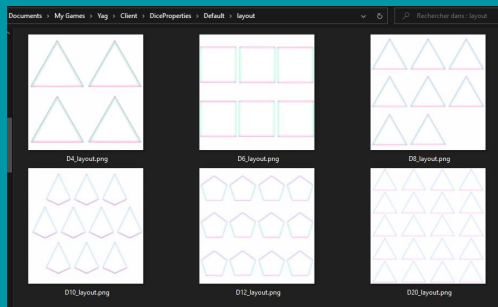 Documents > My Games > Yag > Client > DiceProperties > Default > layout
Rechercher dans : layout
D4_layout.png
D6_layout.png
D8_layout.png
D10_layout.png
D12_layout.png
D20_layout.png